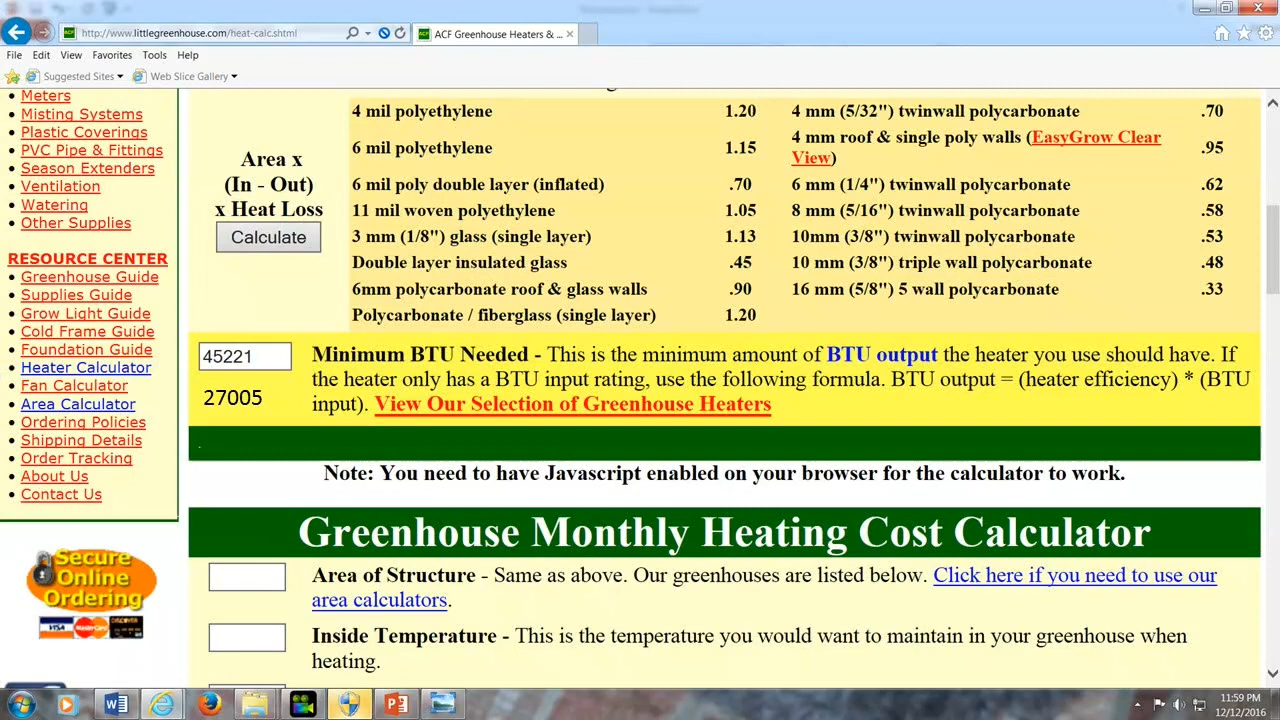 http://www.littlegreenhouse.com/heat-calc.shtml
ACF Greenhouse Heaters & ...
File Edit View Favorites Tools Help
Suggested Sites
Web Slice Gallery
• Meters
• Misting Systems
• Plastic Coverings
• PVC Pipe & Fittings
• Season Extenders
• Ventilation
• Watering
• Other Supplies
RESOURCE CENTER
• Greenhouse Guide
• Supplies Guide
• Grow Light Guide
• Cold Frame Guide
• Foundation Guide
• Heater Calculator
• Fan Calculator
• Area Calculator
• Ordering Policies
• Shipping Details
• Order Tracking
• About Us
• Contact Us
Secure
Online
Ordering
VISA MasterCard DISCOVER
Area x
(In - Out)
x Heat Loss
Calculate
4 mil polyethylene 1.20
6 mil polyethylene 1.15
6 mil poly double layer (inflated) .70
11 mil woven polyethylene 1.05
3 mm (1/8") glass (single layer) 1.13
Double layer insulated glass .45
6mm polycarbonate roof & glass walls .90
Polycarbonate / fiberglass (single layer) 1.20
4 mm (5/32") twinwall polycarbonate .70
4 mm roof & single poly walls (EasyGrow Clear
View) .95
6 mm (1/4") twinwall polycarbonate .62
8 mm (5/16") twinwall polycarbonate .58
10mm (3/8") twinwall polycarbonate .53
10 mm (3/8") triple wall polycarbonate .48
16 mm (5/8") 5 wall polycarbonate .33
45221
27005
Minimum BTU Needed - This is the minimum amount of BTU output the heater you use should have. If
the heater only has a BTU input rating, use the following formula. BTU output = (heater efficiency) * (BTU
input). View Our Selection of Greenhouse Heaters
.
Note: You need to have Javascript enabled on your browser for the calculator to work.
Greenhouse Monthly Heating Cost Calculator
Area of Structure - Same as above. Our greenhouses are listed below. Click here if you need to use our
area calculators.
Inside Temperature - This is the temperature you would want to maintain in your greenhouse when
heating.
11:59 PM
12/12/2016